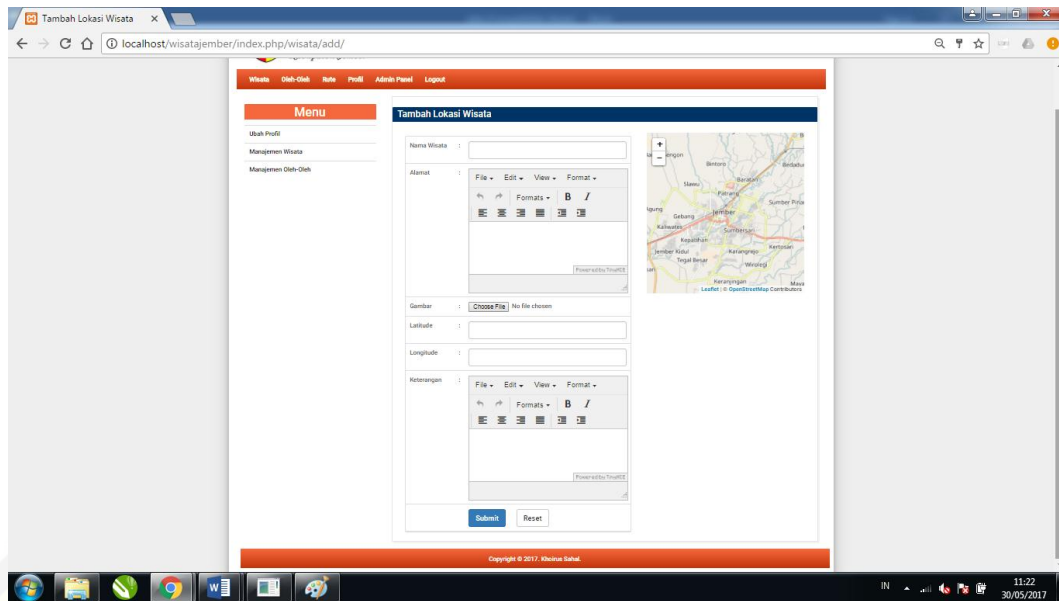 Tambah Lokasi Wisata
localhost/wisatajember/index.php/wisata/add/
Wisata Oleh-Oleh Rute Profil Admin Panel Logout
Menu
Ubah Profil
Manajemen Wisata
Manajemen Oleh-Oleh
Tambah Lokasi Wisata
Nama Wisata :
Alamat :
File Edit View Format
Formats B I
Powered by TinyMCE
Gambar : Choose File No file chosen
Latitude :
Longitude :
Keterangan :
File Edit View Format
Formats B I
Powered by TinyMCE
Submit Reset
+
-
Bintoro
Slawu
Baratan
Patrang
Gebang
Jember
Kaliwates
Sumbersari
Kepatihan
Jember Kidul
Karangrejo
Kertosari
Tegal Besar
Wirolegi
Keranjingan
Leaflet | © OpenStreetMap Contributors
Copyright © 2017. Khoirus Sahal.
IN
11:22
30/05/2017